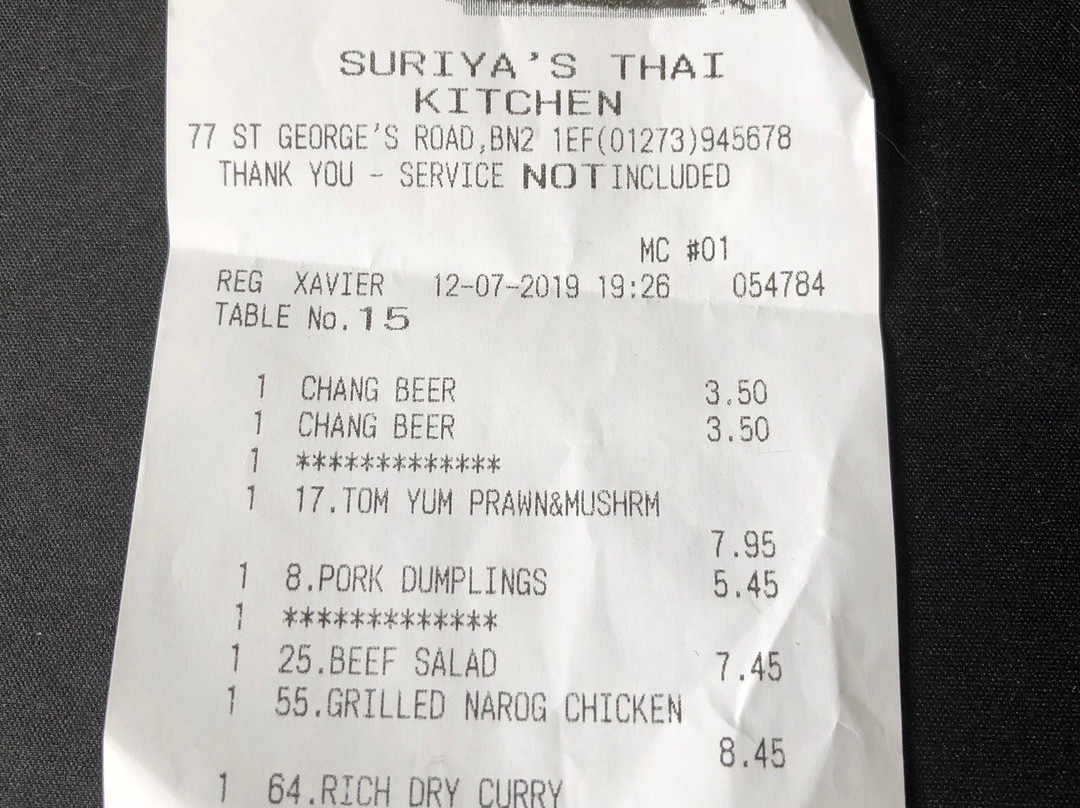 SURIYA'S THAI
KITCHEN
77 ST GEORGE'S ROAD,BN2 1EF(01273)945678
THANK YOU - SERVICE NOT INCLUDED
MC #01
REG XAVIER 12-07-2019 19:26 054784
TABLE No.15
1 CHANG BEER 3.50
1 CHANG BEER 3.50
1 *************
1 17.TOM YUM PRAWN&MUSHRM
7.95
1 8.PORK DUMPLINGS 5.45
1 *************
1 25.BEEF SALAD 7.45
1 55.GRILLED NAROG CHICKEN
8.45
1 64.RICH DRY CURRY